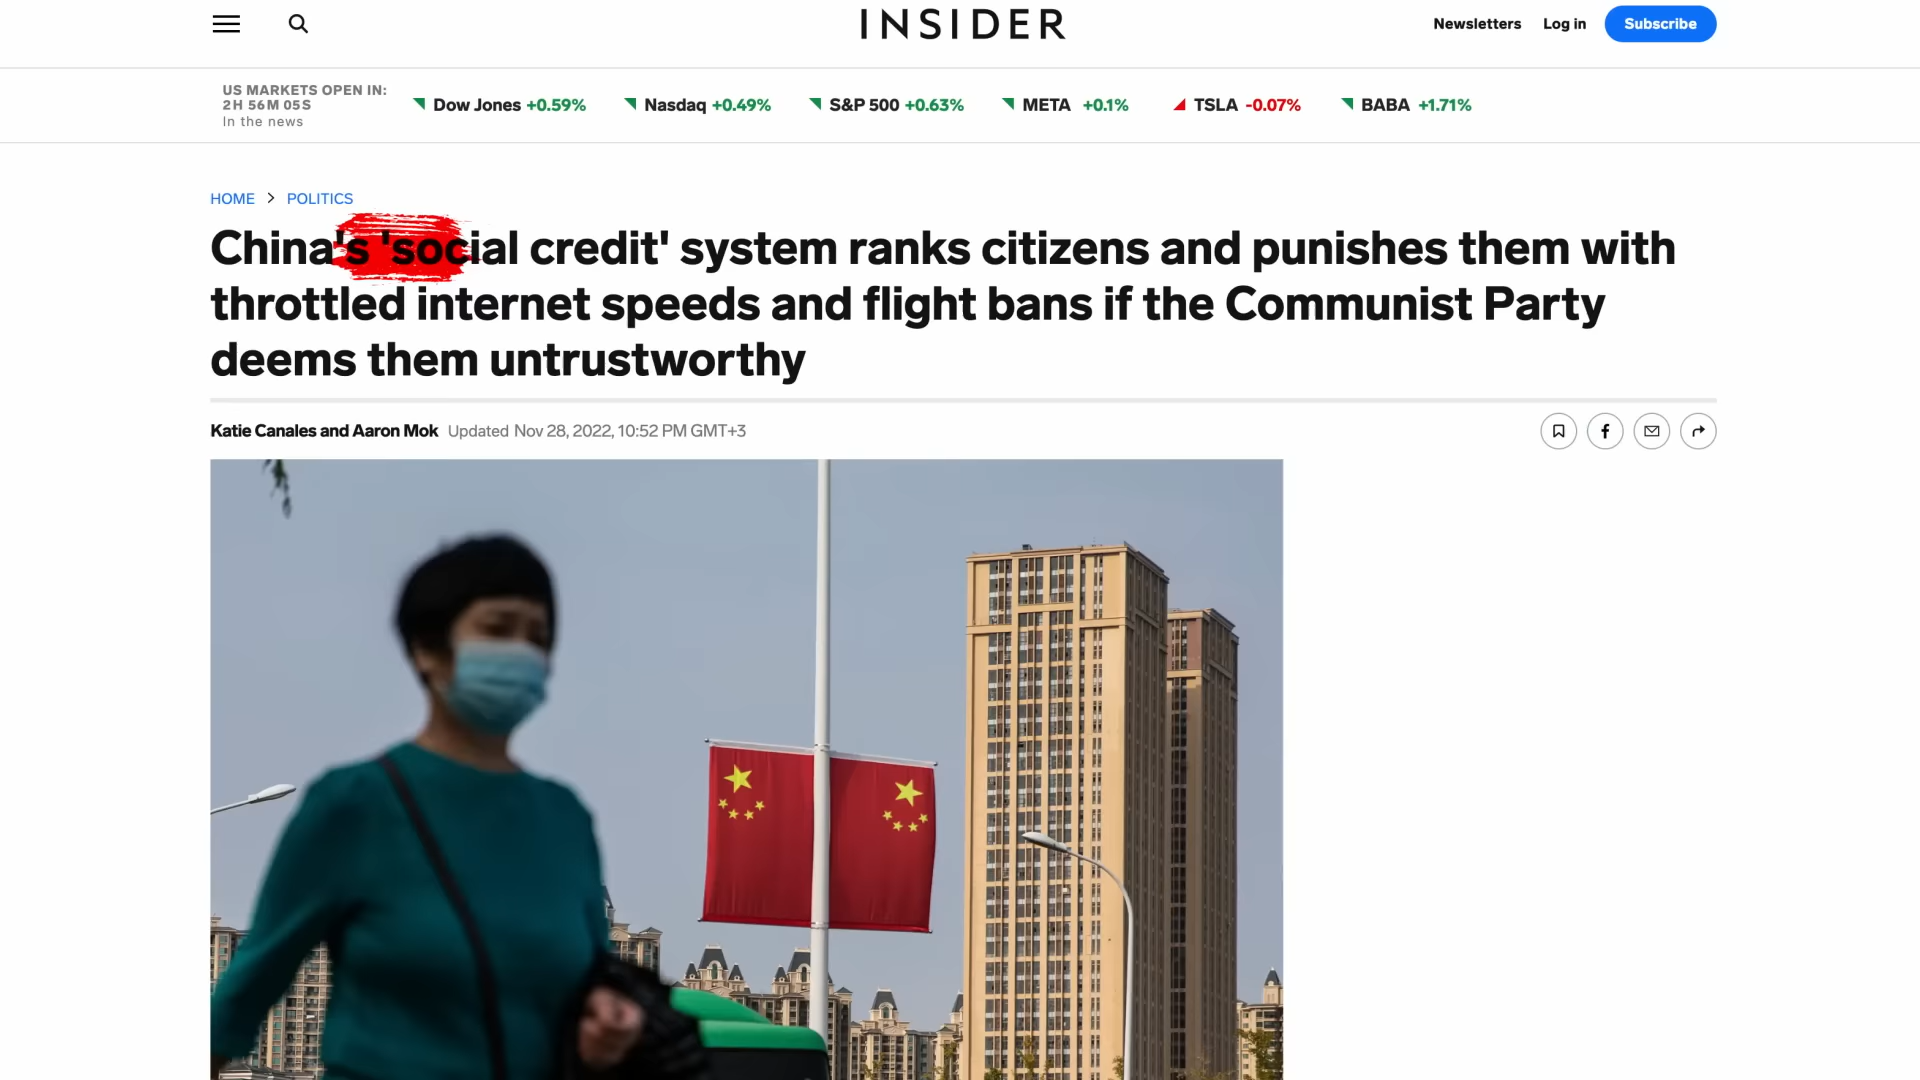 INSIDER
Newsletters Log in Subscribe
US MARKETS OPEN IN:
2H 56M 05S
In the news
Dow Jones +0.59% Nasdaq +0.49% S&P 500 +0.63% META +0.1% TSLA -0.07% BABA +1.71%
HOME > POLITICS
China's 'social credit' system ranks citizens and punishes them with
throttled internet speeds and flight bans if the Communist Party
deems them untrustworthy
Katie Canales and Aaron Mok Updated Nov 28, 2022, 10:52 PM GMT+3